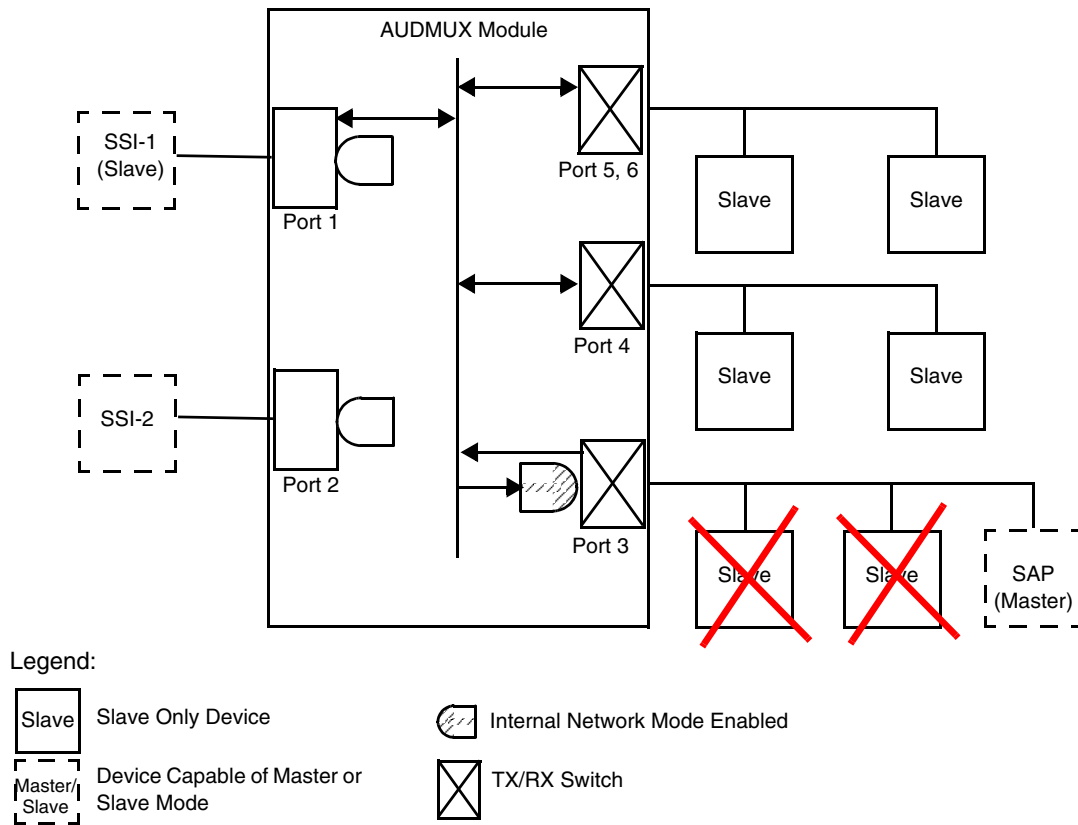 AUDMUX Module
SSI-1
(Slave)
Port 1
Port 5, 6
Slave
Slave
Port 4
Slave
Slave
SSI-2
Port 2
Port 3
Slave
Slave
SAP
(Master)
Legend:
Slave
Slave Only Device
Internal Network Mode Enabled
Master/
Slave
Device Capable of Master or
Slave Mode
TX/RX Switch